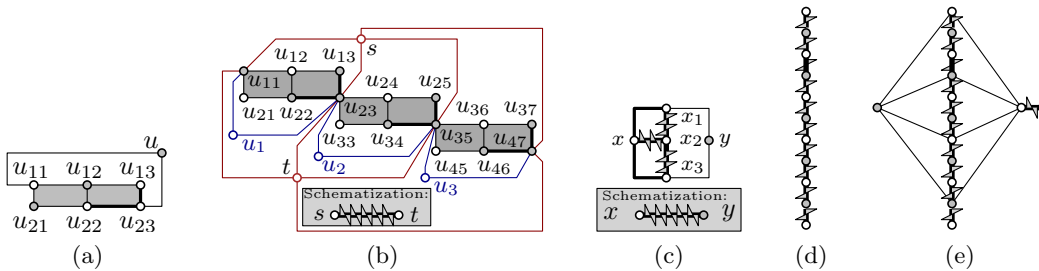 u
u11 u12 u13
u21 u22 u23
(a)
s
u12 u13
u11 u24 u25
u21 u22 u23 u36 u37
u33 u34 u35 u47
u1 u2 u45 u46
t u3
Schematization:
s t
(b)
x1
x x2 y
x3
Schematization:
x y
(c)
(d)
(e)